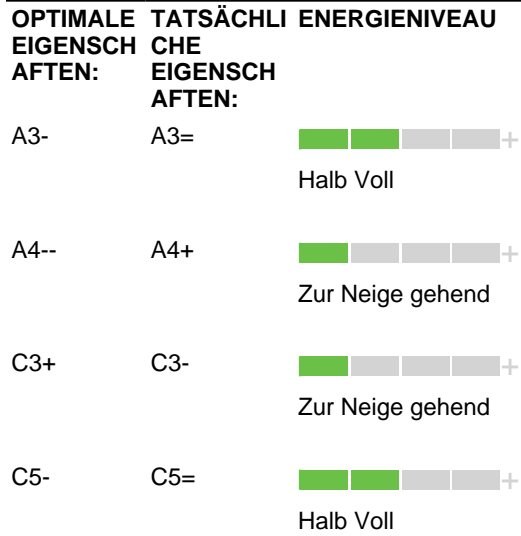 OPTIMALE TATSÄCHLI ENERGIENIVEAU
EIGENSCH CHE
AFTEN: EIGENSCH
AFTEN:
A3- A3=
Halb Voll
A4-- A4+
Zur Neige gehend
C3+ C3-
Zur Neige gehend
C5- C5=
Halb Voll